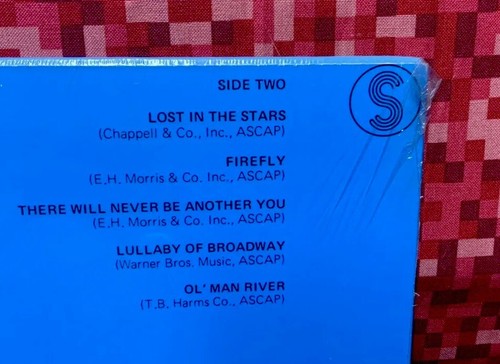 SIDE TWO
S
LOST IN THE STARS
(Chappell & Co., Inc., ASCAP)
FIREFLY
(E.H. Morris & Co. Inc., ASCAP)
THERE WILL NEVER BE ANOTHER YOU
(E.H. Morris & Co. Inc., ASCAP)
LULLABY OF BROADWAY
(Warner Bros. Music, ASCAP)
OL' MAN RIVER
(T.B. Harms Co., ASCAP)